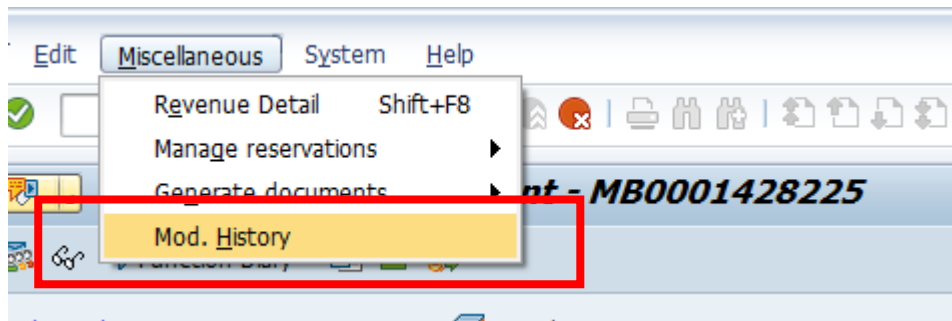 Edit Miscellaneous System Help
Revenue Detail Shift+F8
Manage reservations
Generate documents
nt - MB0001428225
Mod. History
Function Diary